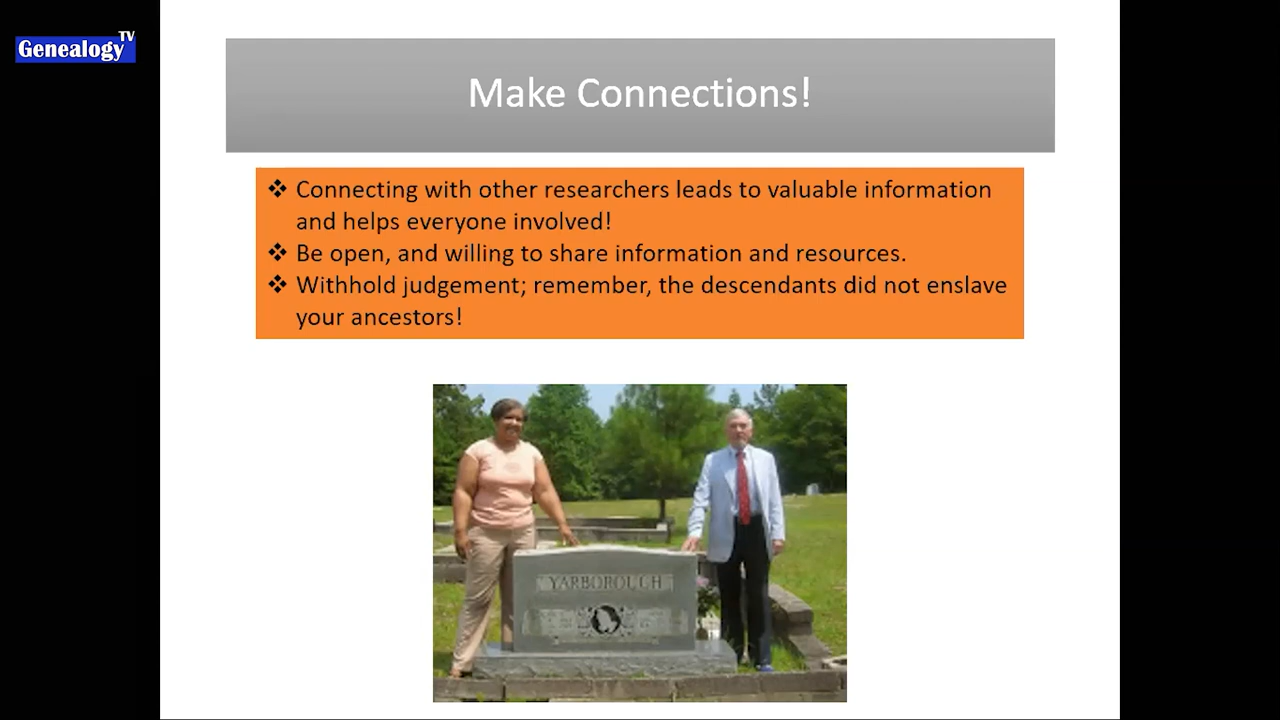 Genealogy TV
Make Connections!
❖ Connecting with other researchers leads to valuable information
and helps everyone involved!
❖ Be open, and willing to share information and resources.
❖ Withhold judgement; remember, the descendants did not enslave
your ancestors!
YARBOROUGH